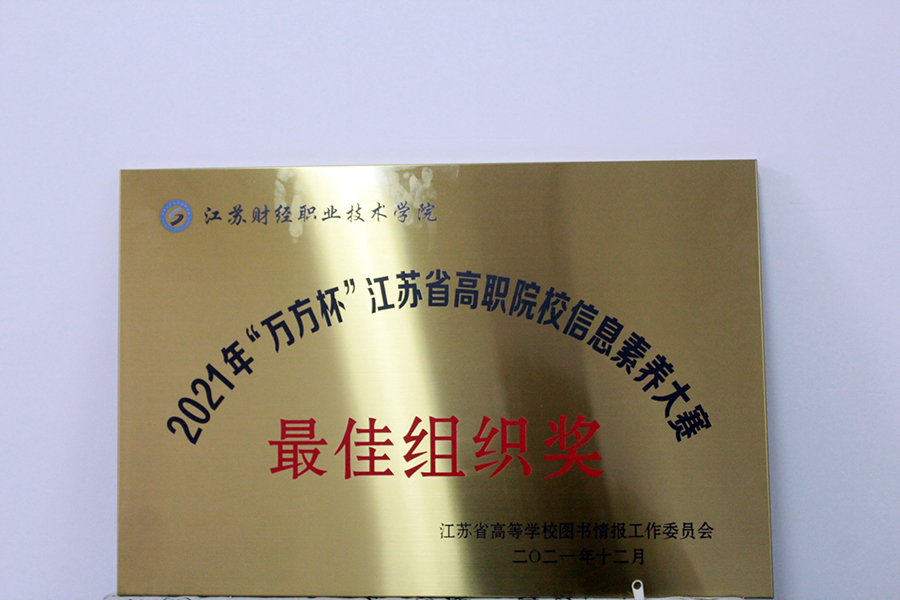 江苏财经职业技术学院
2021年“万方杯”江苏省高职院校信息素养大赛
最佳组织奖
江苏省高等学校图书情报工作委员会
二〇二一年十二月